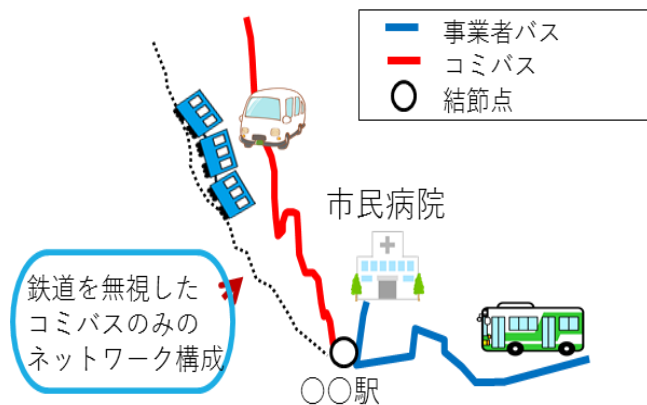 事業者バス
コミバス
結節点
市民病院
鉄道を無視した
コミバスのみの
ネットワーク構成
〇〇駅